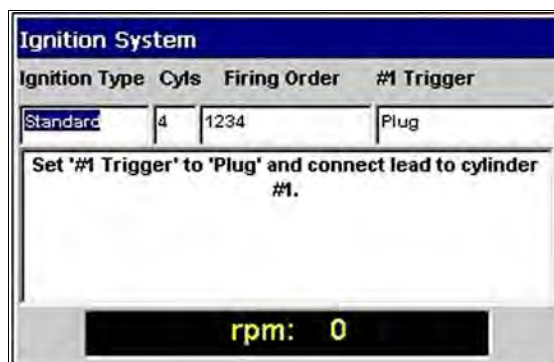 Ignition System
Ignition Type Cyls Firing Order #1 Trigger
Standard 4 1234 Plug
Set '#1 Trigger' to 'Plug' and connect lead to cylinder
#1.
rpm: 0